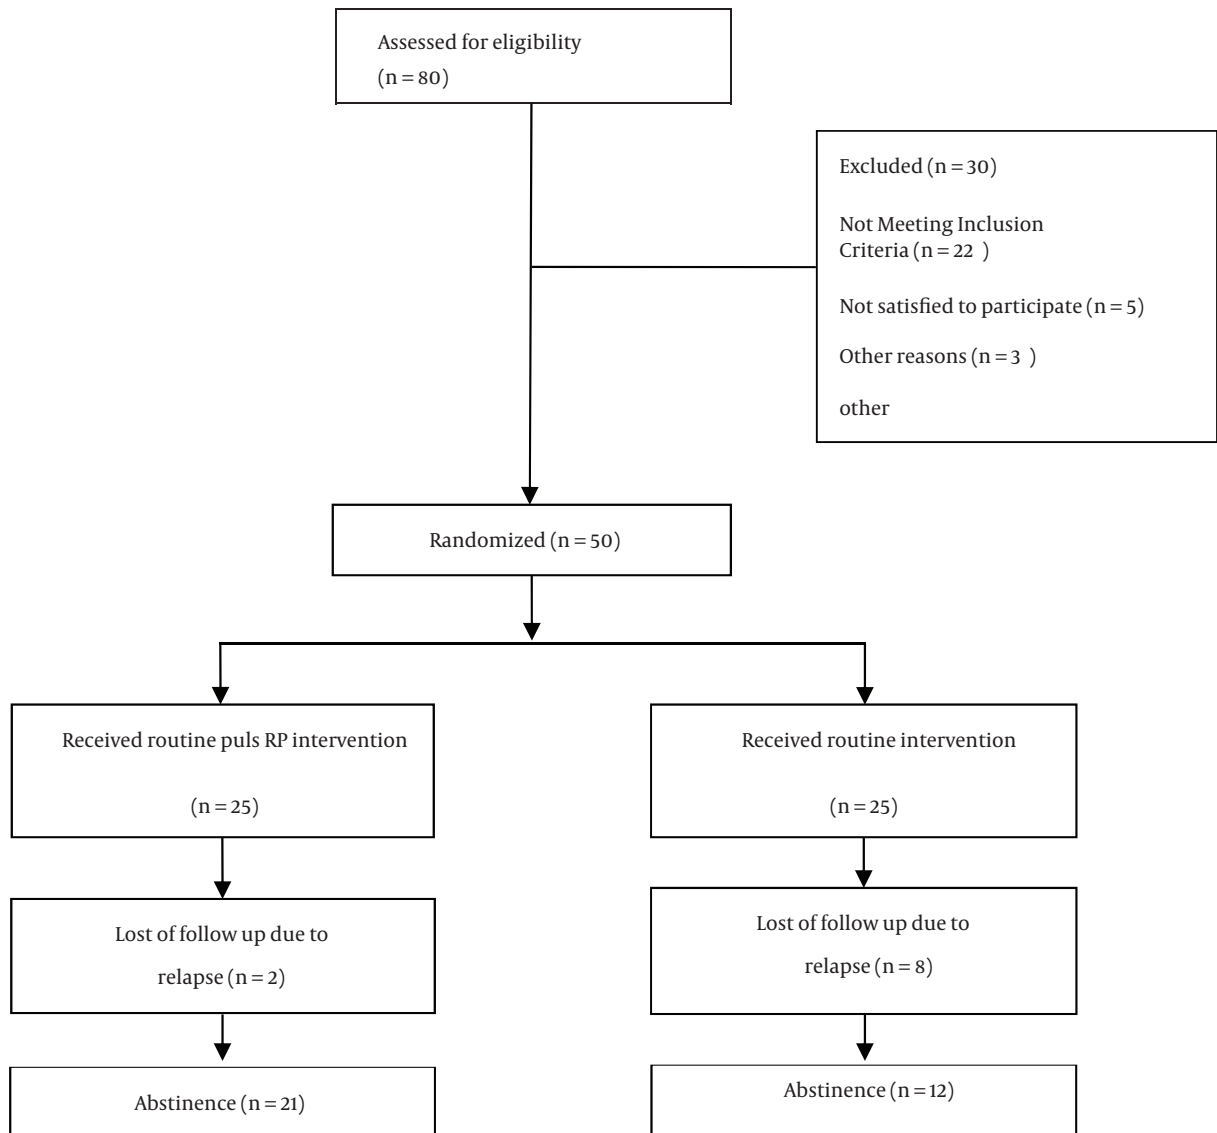 Assessed for eligibility
(n = 80)
Excluded (n = 30)
Not Meeting Inclusion
Criteria (n = 22 )
Not satisfied to participate (n = 5)
Other reasons (n = 3 )
other
Randomized (n = 50)
Received routine puls RP intervention
(n = 25)
Received routine intervention
(n = 25)
Lost of follow up due to
relapse (n = 2)
Lost of follow up due to
relapse (n = 8)
Abstinence (n = 21)
Abstinence (n = 12)